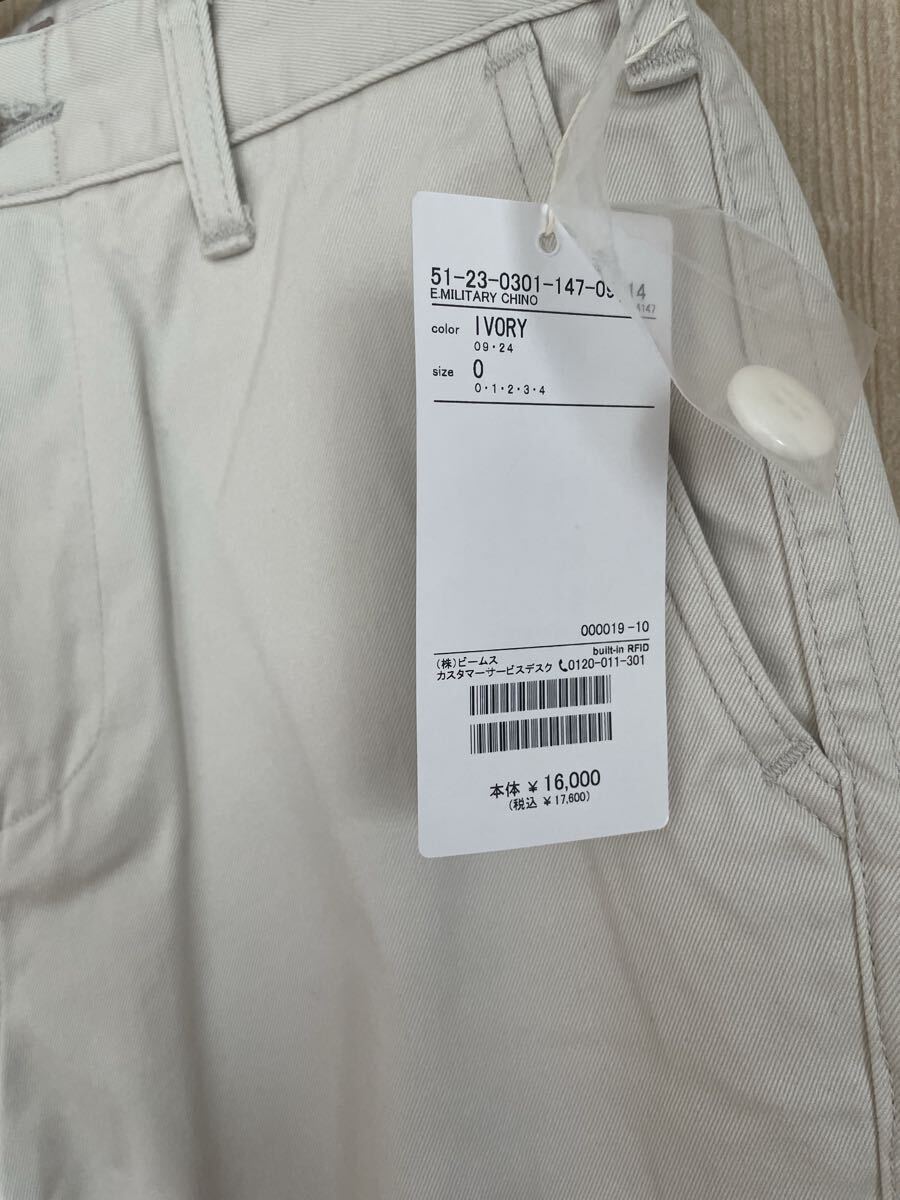 51-23-0301-147-0 14
E.MILITARY CHINO
color IVORY
09・24
size 0
0・1・2・3・4
000019-10
built-in RFID
(株)ビームス
カスタマーサービスデスク 0120-011-301
本体 ¥ 16,000
(税込 ¥17,600)